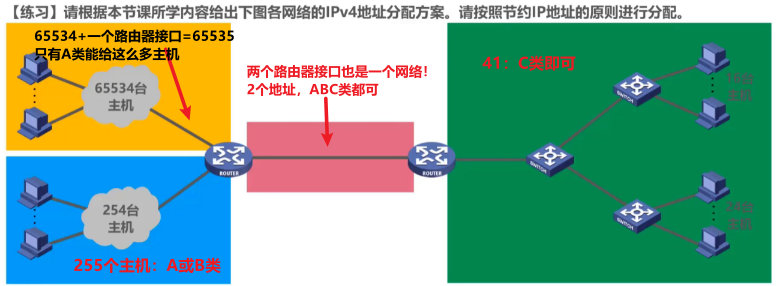 【练习】请根据本节课所学内容给出下图各网络的IPv4地址分配方案。请按照节约IP地址的原则进行分配。
65534+一个路由器接口=65535
只有A类能给这么多主机
65534台
主机
两个路由器接口也是一个网络！
2个地址，ABC类都可
41：C类即可
SWITCH
ROUTER
ROUTER
SWITCH
SWITCH
254台
主机
255个主机：A或B类
主机
主机